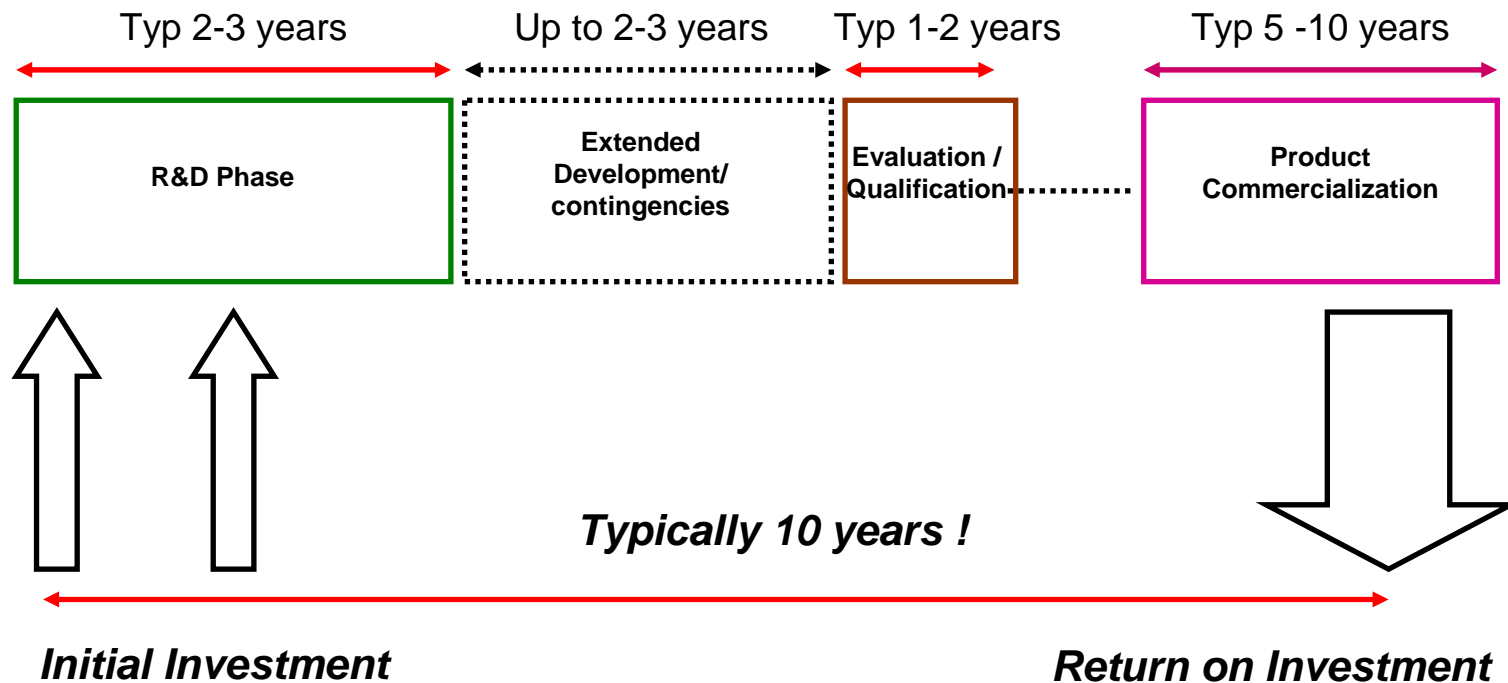 Typ 2-3 years
Up to 2-3 years
Typ 1-2 years
Typ 5 -10 years
R&D Phase
Extended
Development/
contingencies
Evaluation /
Qualification
Product
Commercialization
Typically 10 years !
Initial Investment
Return on Investment